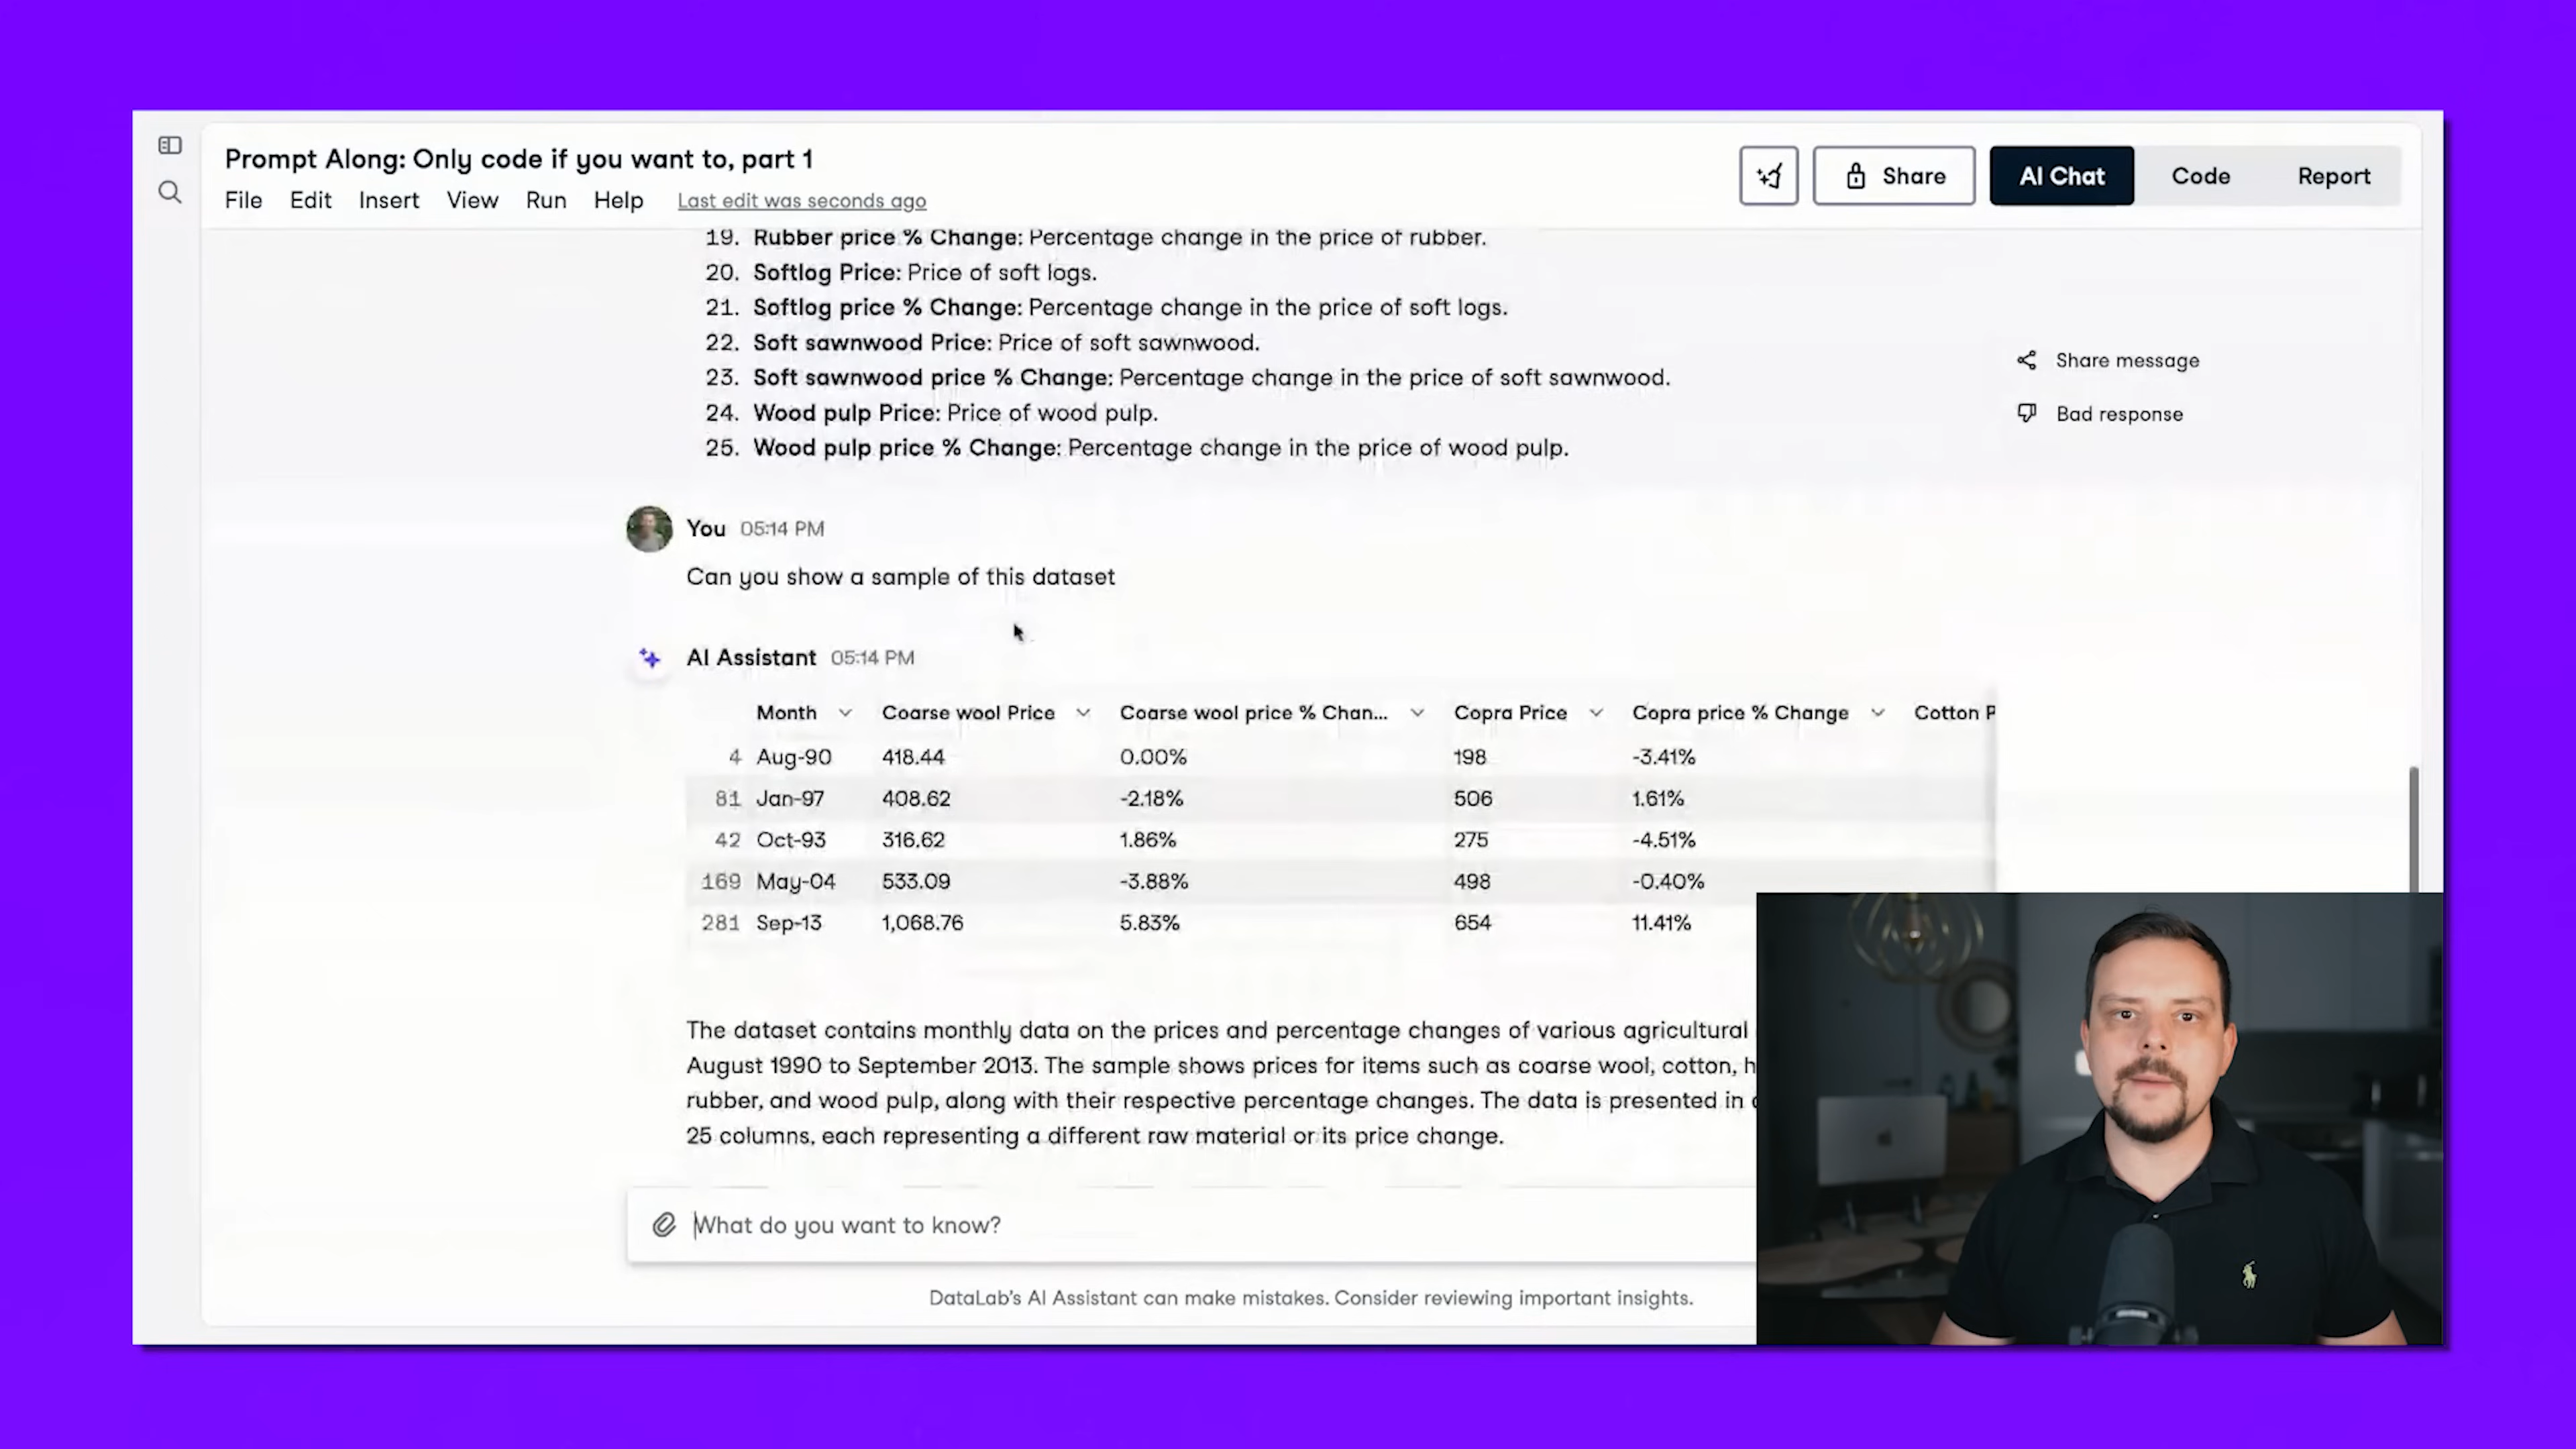 Prompt Along: Only code if you want to, part 1
File Edit Insert View Run Help Last edit was seconds ago
Share AI Chat Code Report
19. Rubber price % Change: Percentage change in the price of rubber.
20. Softlog Price: Price of soft logs.
21. Softlog price % Change: Percentage change in the price of soft logs.
22. Soft sawnwood Price: Price of soft sawnwood.
23. Soft sawnwood price % Change: Percentage change in the price of soft sawnwood.
24. Wood pulp Price: Price of wood pulp.
25. Wood pulp price % Change: Percentage change in the price of wood pulp.
Share message
Bad response
You 05:14 PM
Can you show a sample of this dataset
AI Assistant 05:14 PM
Month Coarse wool Price Coarse wool price % Chan... Copra Price Copra price % Change Cotton P
4 Aug-90 418.44 0.00% 198 -3.41%
81 Jan-97 408.62 -2.18% 506 1.61%
42 Oct-93 316.62 1.86% 275 -4.51%
169 May-04 533.09 -3.88% 498 -0.40%
281 Sep-13 1,068.76 5.83% 654 11.41%
The dataset contains monthly data on the prices and percentage changes of various agricultural
August 1990 to September 2013. The sample shows prices for items such as coarse wool, cotton, h
rubber, and wood pulp, along with their respective percentage changes. The data is presented in
25 columns, each representing a different raw material or its price change.
What do you want to know?
DataLab's AI Assistant can make mistakes. Consider reviewing important insights.